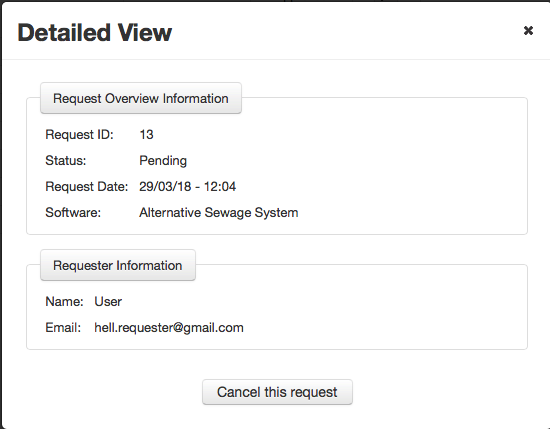 Detailed View
Request Overview Information
Request ID: 13
Status: Pending
Request Date: 29/03/18 - 12:04
Software: Alternative Sewage System
Requester Information
Name: User
Email: hell.requester@gmail.com
Cancel this request